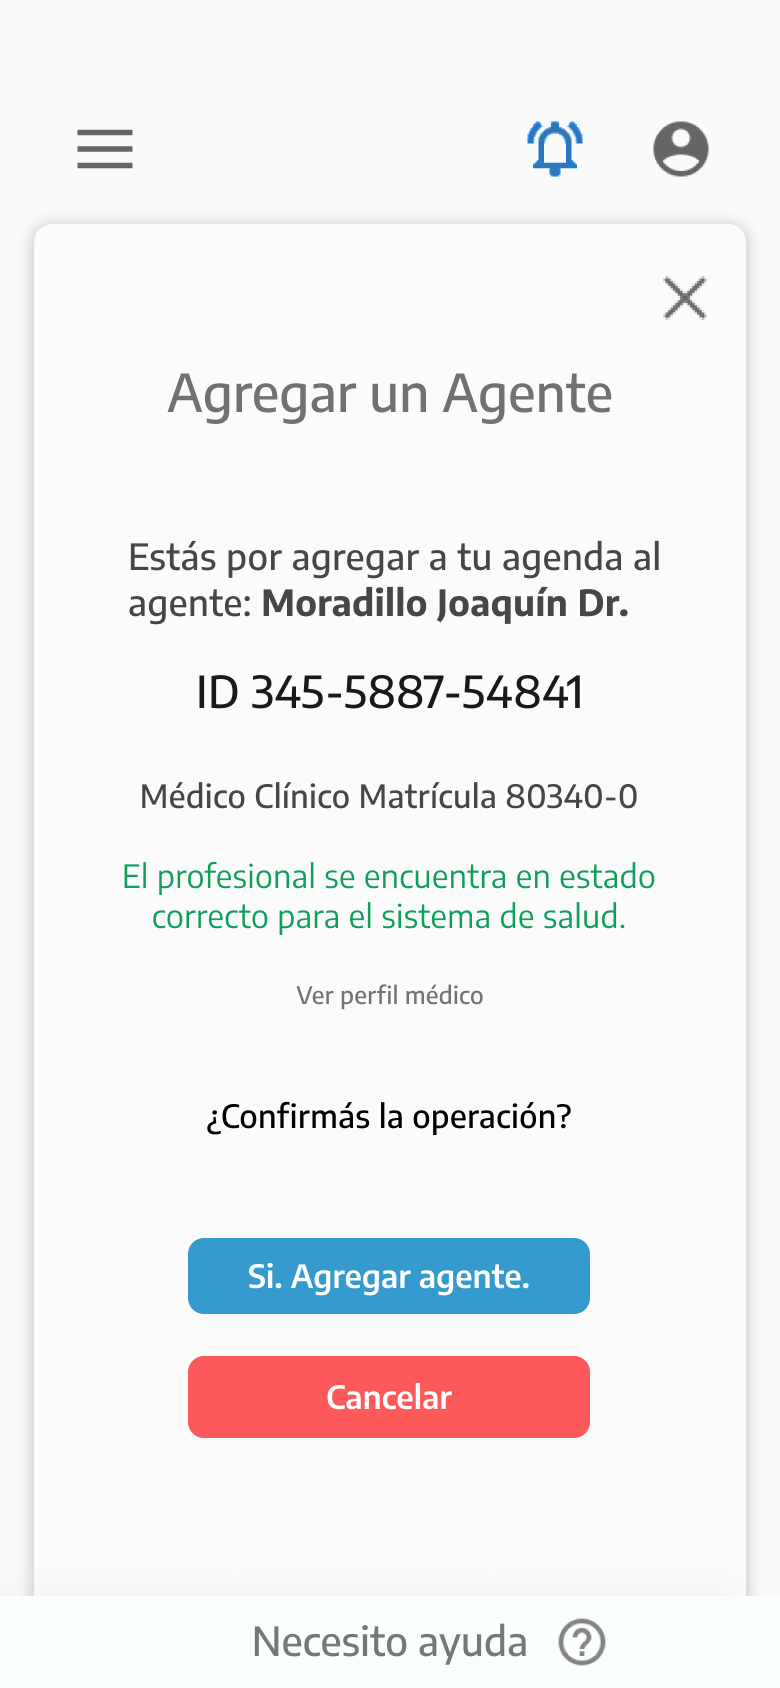 Agregar un Agente
Estás por agregar a tu agenda al
agente: Moradillo Joaquín Dr.
ID 345-5887-54841
Médico Clínico Matrícula 80340-0
El profesional se encuentra en estado
correcto para el sistema de salud.
Ver perfil médico
¿Confirmás la operación?
Si. Agregar agente.
Cancelar
Necesito ayuda